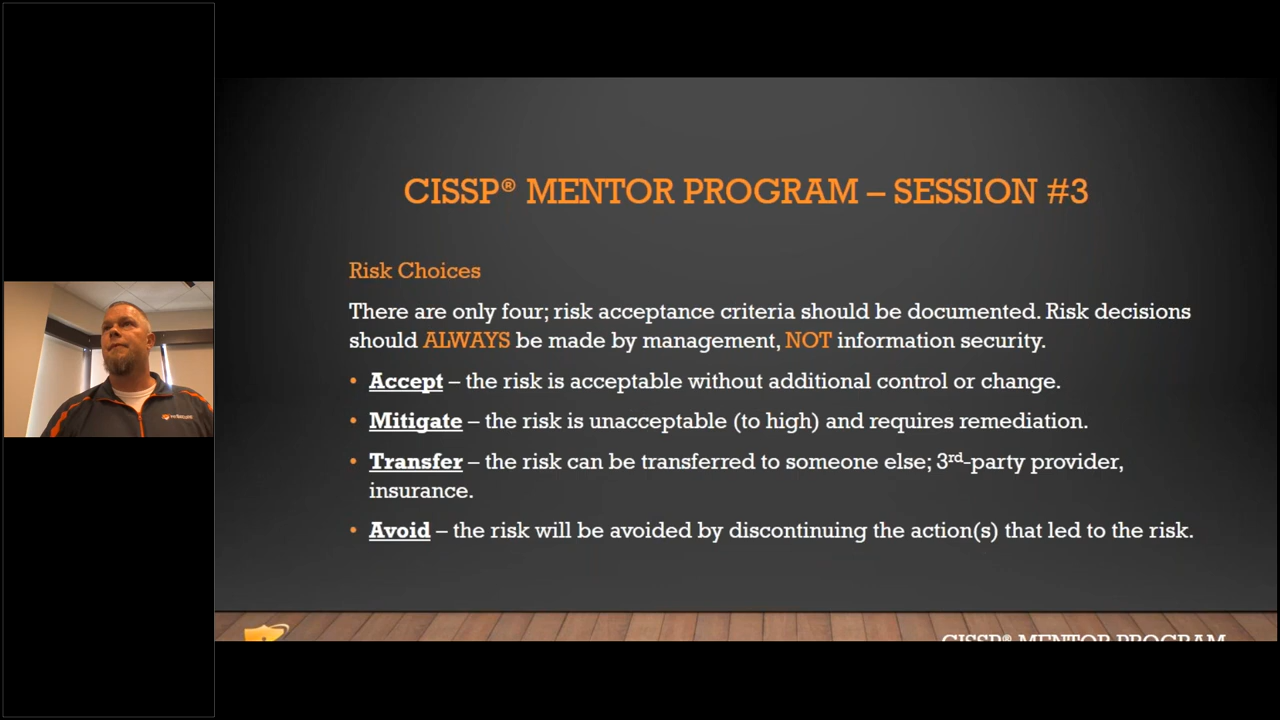 CISSP® MENTOR PROGRAM – SESSION #3
Risk Choices
There are only four; risk acceptance criteria should be documented. Risk decisions
should ALWAYS be made by management, NOT information security.
• Accept – the risk is acceptable without additional control or change.
• Mitigate – the risk is unacceptable (to high) and requires remediation.
• Transfer – the risk can be transferred to someone else; 3rd-party provider,
insurance.
• Avoid – the risk will be avoided by discontinuing the action(s) that led to the risk.
CISSP® MENTOR PROGRAM